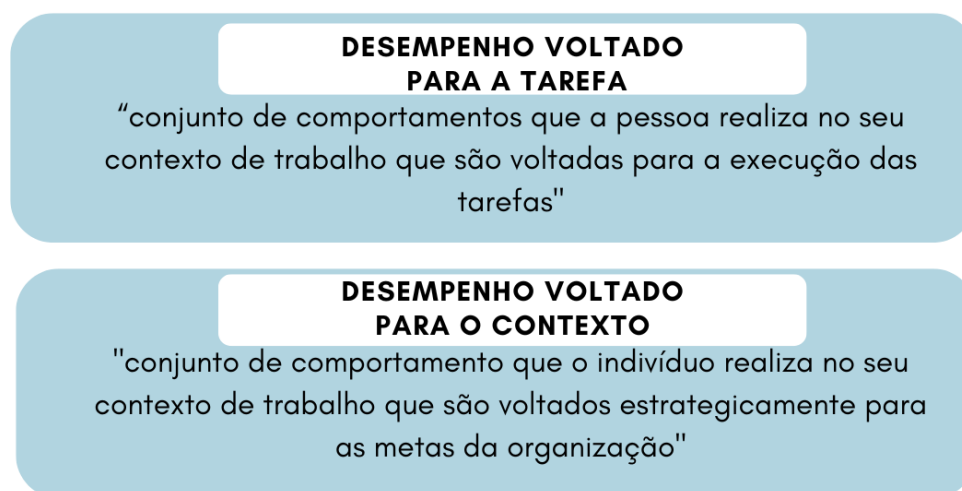 DESEMPENHO VOLTADO
PARA A TAREFA
“conjunto de comportamentos que a pessoa realiza no seu
contexto de trabalho que são voltadas para a execução das
tarefas"
DESEMPENHO VOLTADO
PARA O CONTEXTO
"conjunto de comportamento que o indivíduo realiza no seu
contexto de trabalho que são voltados estrategicamente para
as metas da organização"